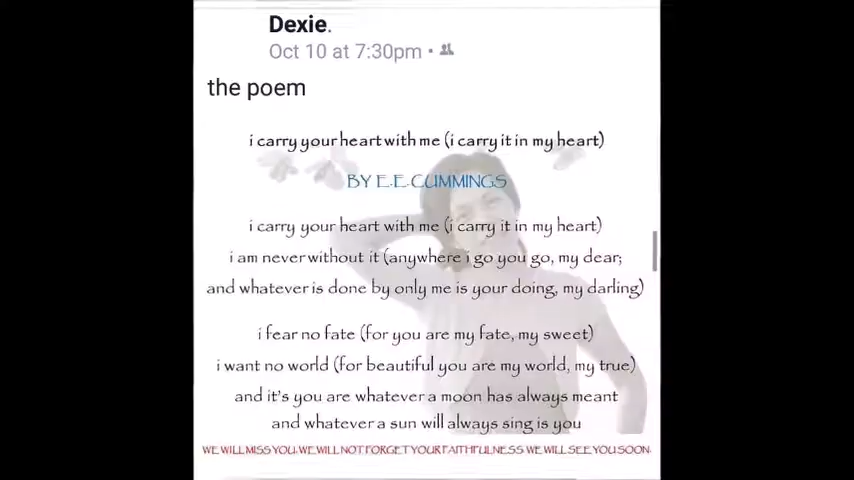 Dexie.
Oct 10 at 7:30pm •
the poem
i carry your heart with me (i carry it in my heart)
BY E.E. CUMMINGS
i carry your heart with me (i carry it in my heart)
i am never without it (anywhere i go you go, my dear;
and whatever is done by only me is your doing, my darling)
i fear no fate (for you are my fate, my sweet)
i want no world (for beautiful you are my world, my true)
and it's you are whatever a moon has always meant
and whatever a sun will always sing is you
WE WILL MISS YOU. WE WILL NOT FORGET YOUR FAITHFULNESS WE WILL SEE YOU SOON.